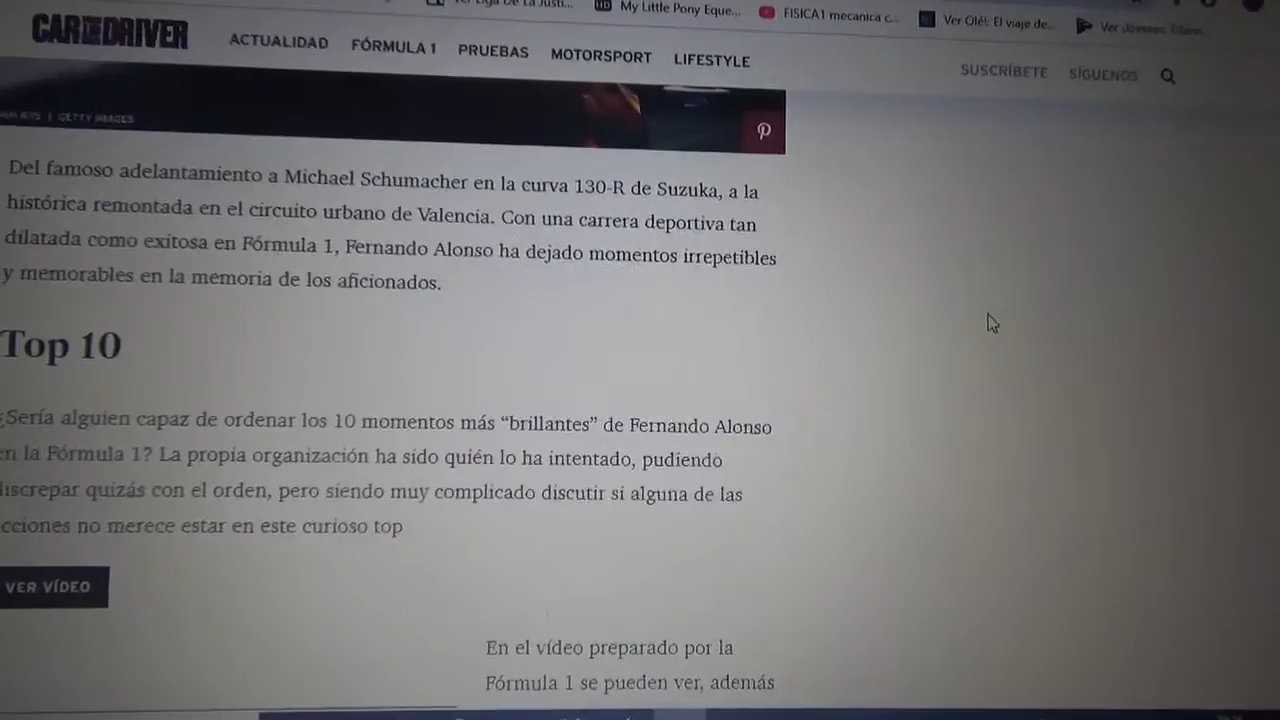 My Little Pony Eque...
FISICA1 mecanica c...
Ver Olé!: El viaje de...
CAR AND DRIVER
ACTUALIDAD
FÓRMULA 1
PRUEBAS
MOTORSPORT
LIFESTYLE
SUSCRÍBETE
SÍGUENOS
GETTY IMAGES
Del famoso adelantamiento a Michael Schumacher en la curva 130-R de Suzuka, a la
histórica remontada en el circuito urbano de Valencia. Con una carrera deportiva tan
dilatada como exitosa en Fórmula 1, Fernando Alonso ha dejado momentos irrepetibles
y memorables en la memoria de los aficionados.
Top 10
¿Sería alguien capaz de ordenar los 10 momentos más “brillantes” de Fernando Alonso
en la Fórmula 1? La propia organización ha sido quién lo ha intentado, pudiendo
discrepar quizás con el orden, pero siendo muy complicado discutir si alguna de las
cciones no merece estar en este curioso top
VER VÍDEO
En el vídeo preparado por la
Fórmula 1 se pueden ver, además